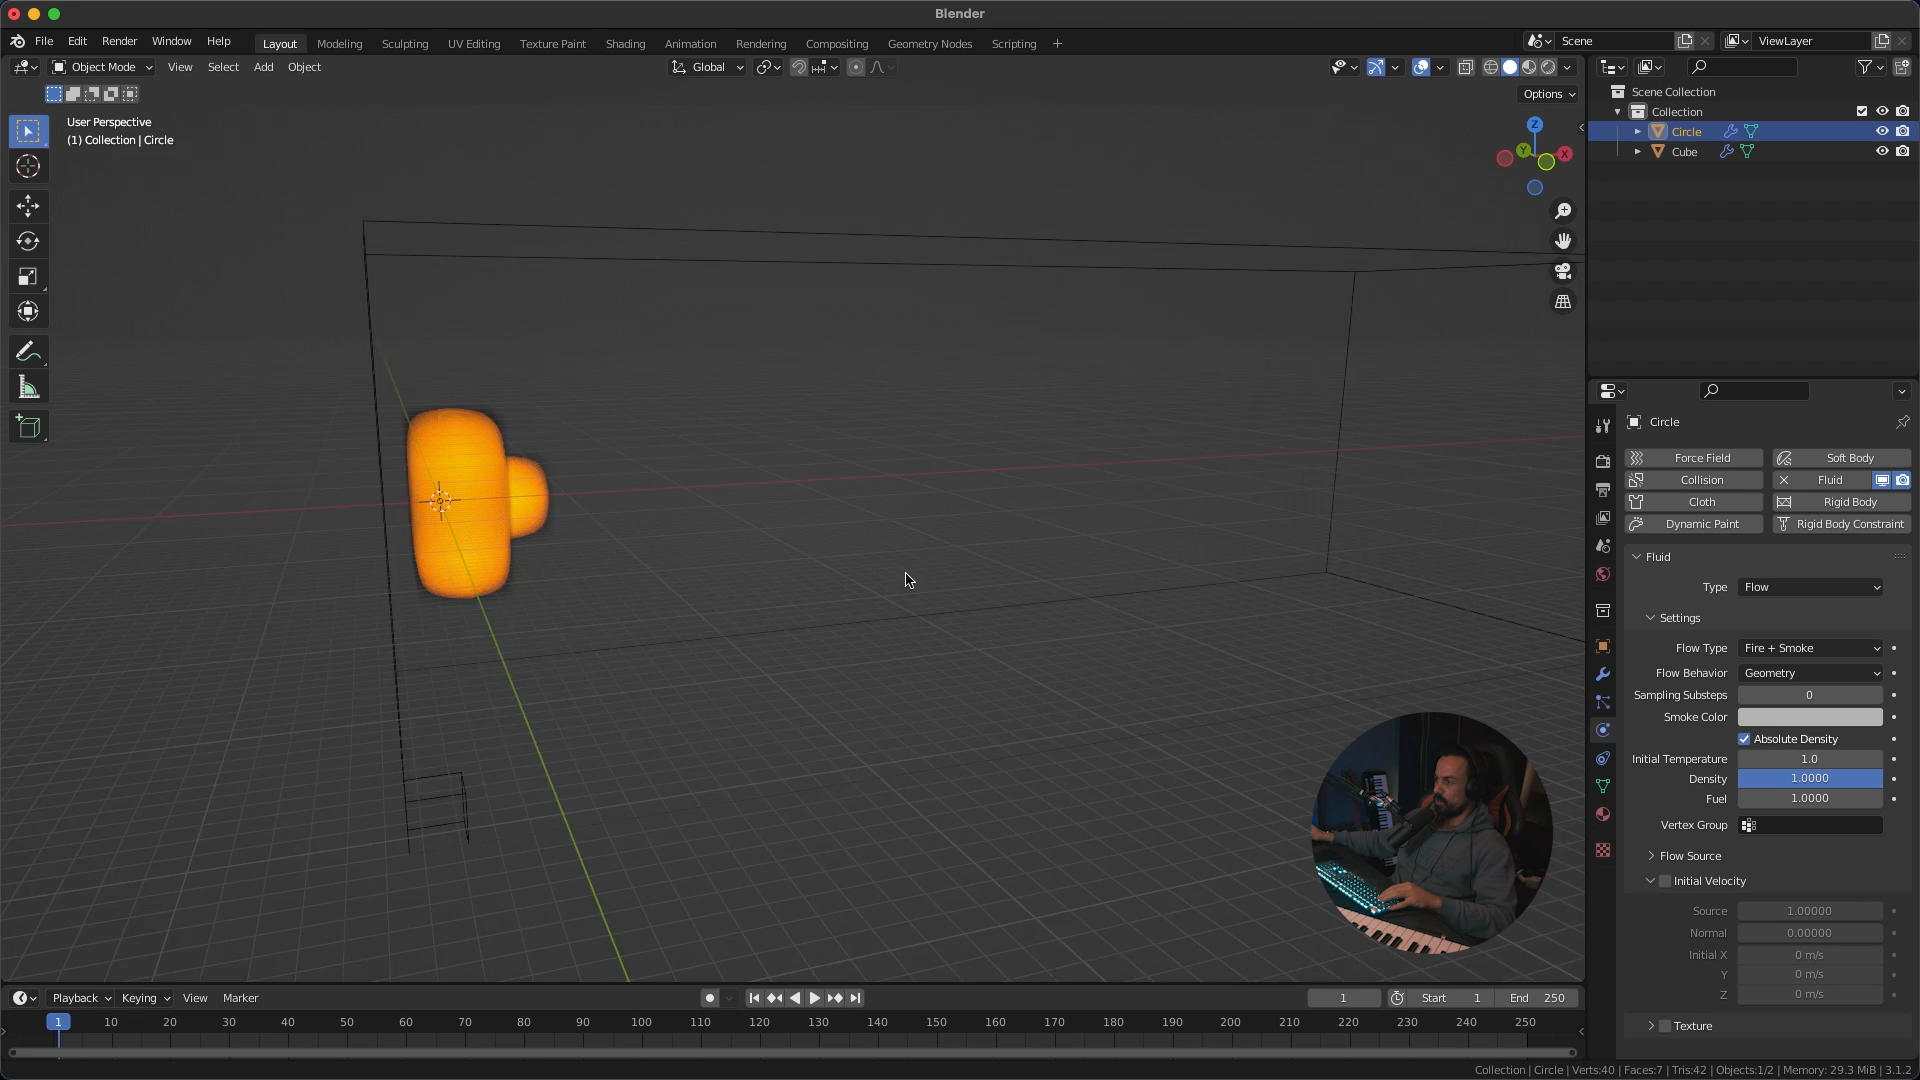 Blender
File Edit Render Window Help Layout Modeling Sculpting UV Editing Texture Paint Shading Animation Rendering Compositing Geometry Nodes Scripting + Scene ViewLayer
Object Mode View Select Add Object Global
Options
User Perspective
(1) Collection | Circle
Z
Y
X
Scene Collection
Collection
Circle
Cube
Circle
Force Field Soft Body
Collision Fluid
Cloth Rigid Body
Dynamic Paint Rigid Body Constraint
Fluid
Type Flow
Settings
Flow Type Fire + Smoke
Flow Behavior Geometry
Sampling Substeps 0
Smoke Color
Absolute Density
Initial Temperature 1.0
Density 1.0000
Fuel 1.0000
Vertex Group
Flow Source
Initial Velocity
Source 1.00000
Normal 0.00000
Initial X 0 m/s
Y 0 m/s
Z 0 m/s
Texture
Playback Keying View Marker 1 Start 1 End 250
1 10 20 30 40 50 60 70 80 90 100 110 120 130 140 150 160 170 180 190 200 210 220 230 240 250
Collection | Circle | Verts:40 | Faces:7 | Tris:42 | Objects:1/2 | Memory: 29.3 MiB | 3.1.2